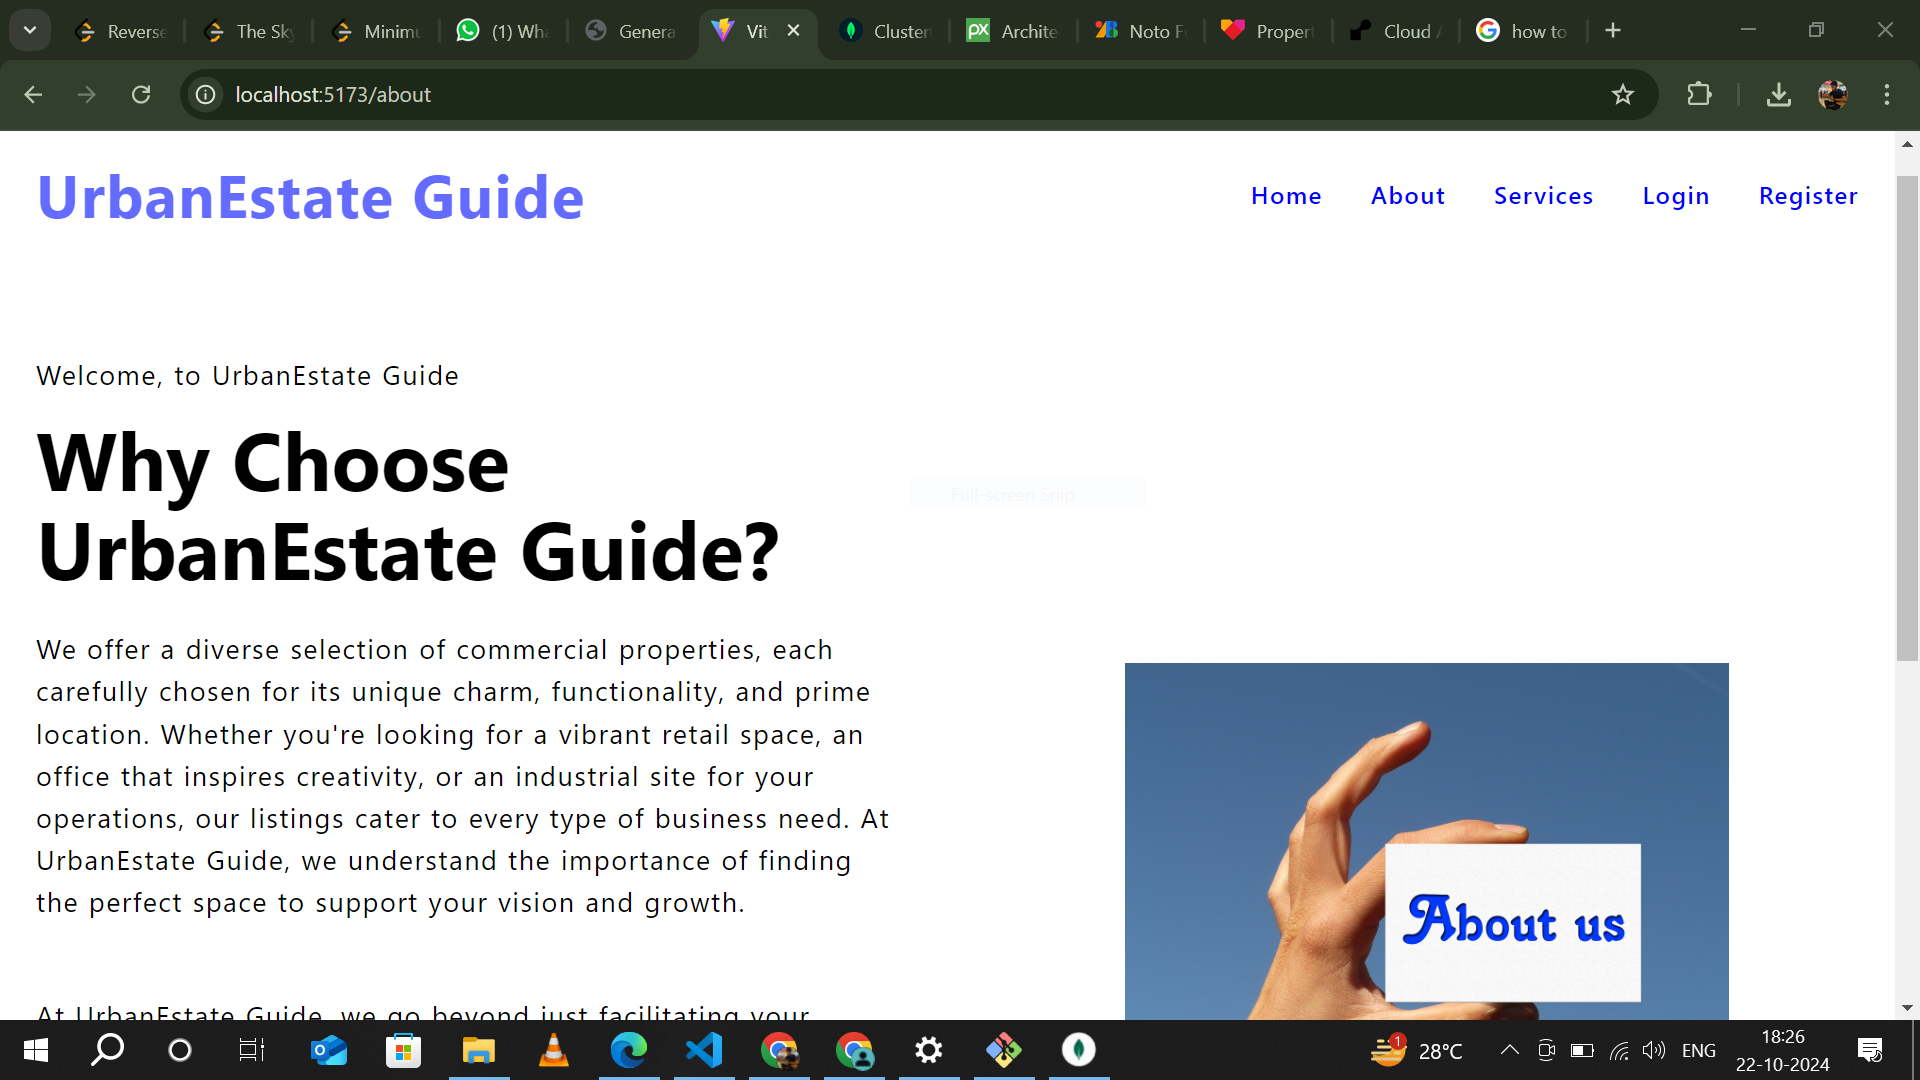 Reverse
The Sky
Minimu
(1) Wha
Genera
Vit
Cluster
Archite
Noto F
Propert
Cloud A
how to
localhost:5173/about
UrbanEstate Guide
Home About Services Login Register
Welcome, to UrbanEstate Guide
Why Choose
UrbanEstate Guide?
Full-screen Snip
We offer a diverse selection of commercial properties, each
carefully chosen for its unique charm, functionality, and prime
location. Whether you're looking for a vibrant retail space, an
office that inspires creativity, or an industrial site for your
operations, our listings cater to every type of business need. At
UrbanEstate Guide, we understand the importance of finding
the perfect space to support your vision and growth.
About us
At UrbanEstate Guide, we go beyond just facilitating your
1
28°C
ENG
18:26
22-10-2024